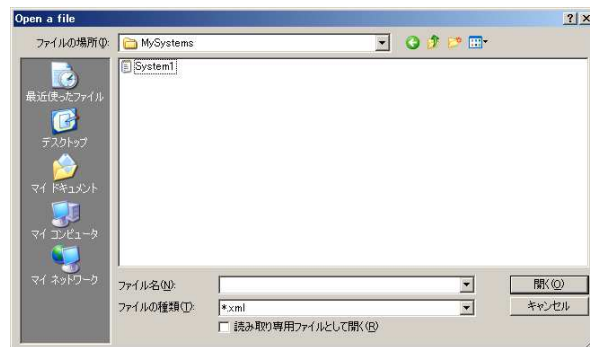 Open a file
ファイルの場所(I):
MySystems
System1
最近使ったファイル
デスクトップ
マイ ドキュメント
マイ コンピュータ
マイ ネットワーク
ファイル名(N):
開く(O)
ファイルの種類(T):
*.xml
キャンセル
読み取り専用ファイルとして開く(R)